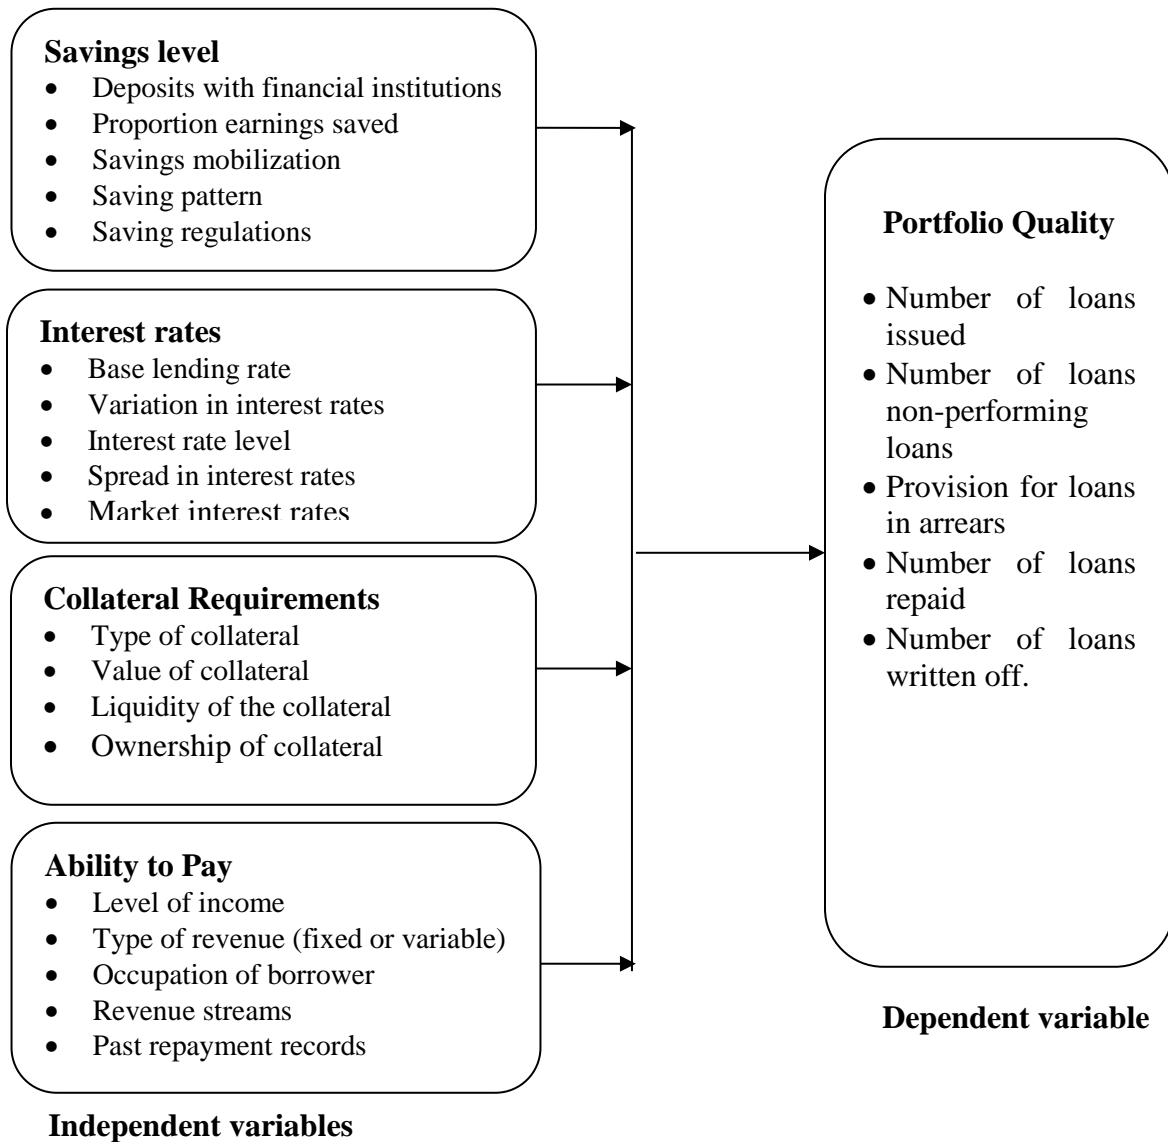 Savings level
• Deposits with financial institutions
• Proportion earnings saved
• Savings mobilization
• Saving pattern
• Saving regulations
Interest rates
• Base lending rate
• Variation in interest rates
• Interest rate level
• Spread in interest rates
• Market interest rates
Collateral Requirements
• Type of collateral
• Value of collateral
• Liquidity of the collateral
• Ownership of collateral
Ability to Pay
• Level of income
• Type of revenue (fixed or variable)
• Occupation of borrower
• Revenue streams
• Past repayment records
Independent variables
Portfolio Quality
• Number of loans
issued
• Number of loans
non-performing
loans
• Provision for loans
in arrears
• Number of loans
repaid
• Number of loans
written off.
Dependent variable